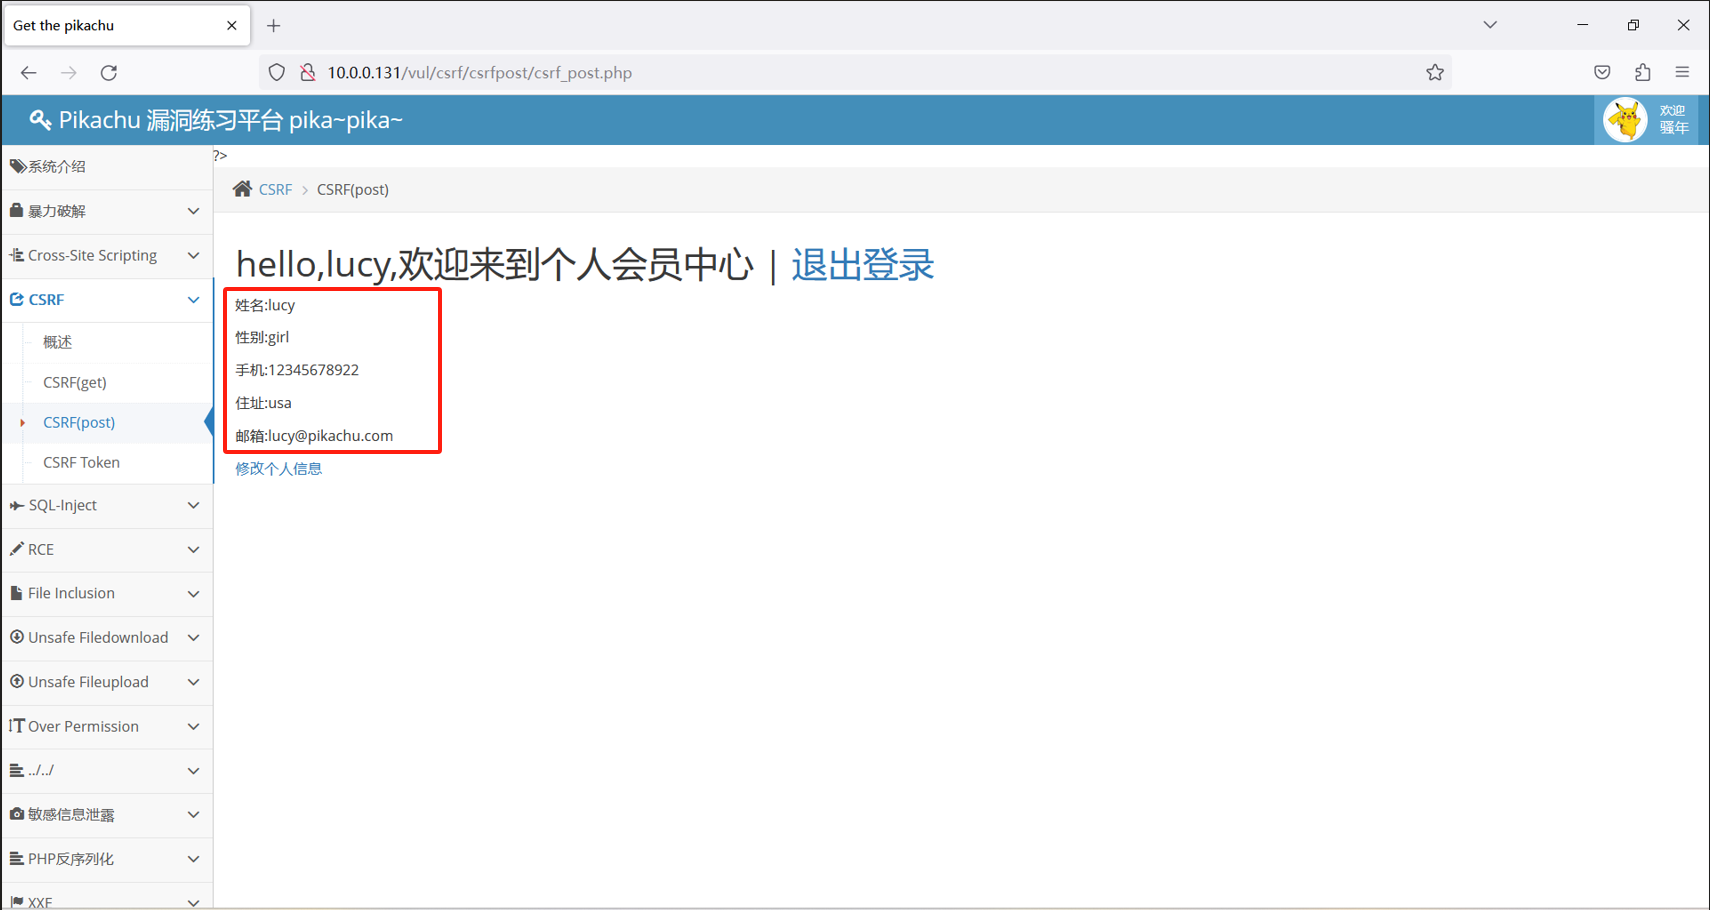 Get the pikachu
10.0.0.131/vul/csrf/csrfpost/csrf_post.php
Pikachu 漏洞练习平台 pika~pika~
欢迎
骚年
系统介绍
暴力破解
Cross-Site Scripting
CSRF
概述
CSRF(get)
CSRF(post)
CSRF Token
SQL-Inject
RCE
File Inclusion
Unsafe Filedownload
Unsafe Fileupload
Over Permission
../../
敏感信息泄露
PHP反序列化
XXE
?>
CSRF > CSRF(post)
hello,lucy,欢迎来到个人会员中心 | 退出登录
姓名:lucy
性别:girl
手机:12345678922
住址:usa
邮箱:lucy@pikachu.com
修改个人信息